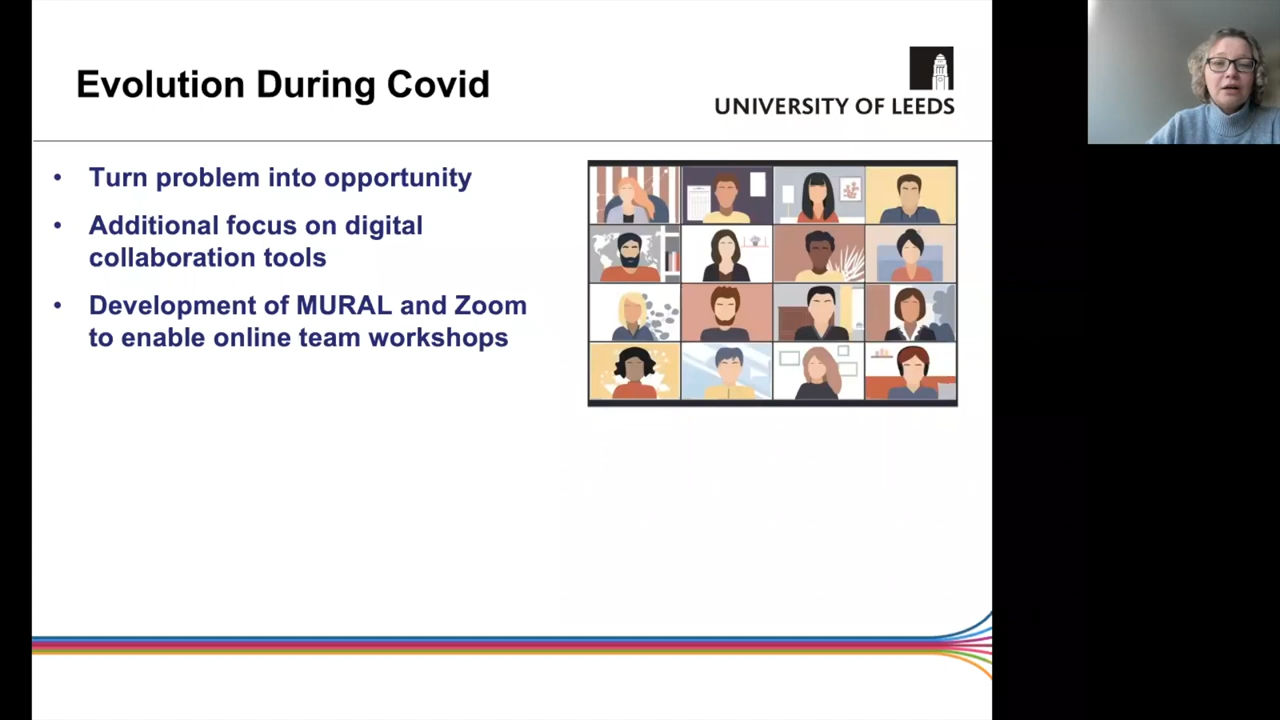 Evolution During Covid
UNIVERSITY OF LEEDS
• Turn problem into opportunity
• Additional focus on digital
collaboration tools
• Development of MURAL and Zoom
to enable online team workshops